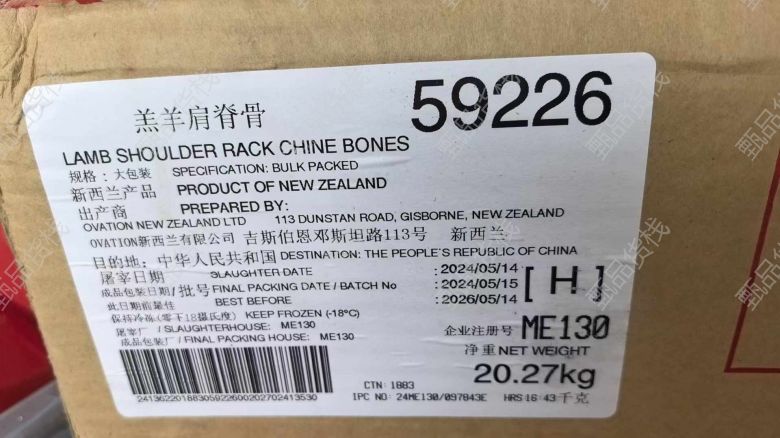 59226
羔羊肩脊骨
LAMB SHOULDER RACK CHINE BONES
规格: 大包装 SPECIFICATION: BULK PACKED
新西兰产品 PRODUCT OF NEW ZEALAND
出产商 PREPARED BY:
OVATION NEW ZEALAND LTD 113 DUNSTAN ROAD, GISBORNE, NEW ZEALAND
OVATION新西兰有限公司 吉斯伯恩邓斯坦路113号 新西兰
目的地: 中华人民共和国 DESTINATION: THE PEOPLE'S REPUBLIC OF CHINA
屠宰日期 SLAUGHTER DATE :2024/05/14
成品包装日期/批号 FINAL PACKING DATE / BATCH No :2024/05/15
此日期前最佳 BEST BEFORE :2026/05/14
[ H ]
保持冷冻(零下18摄氏度) KEEP FROZEN (-18°C)
屠宰厂 / SLAUGHTERHOUSE: ME130
成品包装厂/ FINAL PACKING HOUSE: ME130
企业注册号 ME130
净重 NET WEIGHT
20.27kg
千克
CTN: 1883
IPC NO: 24ME130/097843E HRS 16:43
24136220188305922600202702413530
甄品货栈